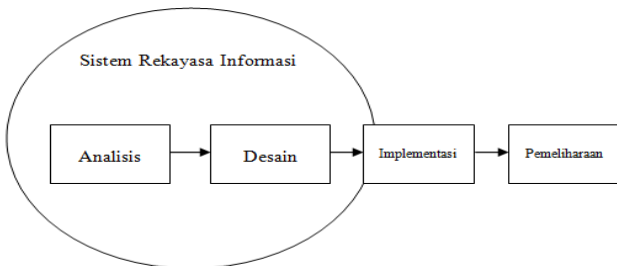 Sistem Rekayasa Informasi
Analisis
Desain
Implementasi
Pemeliharaan